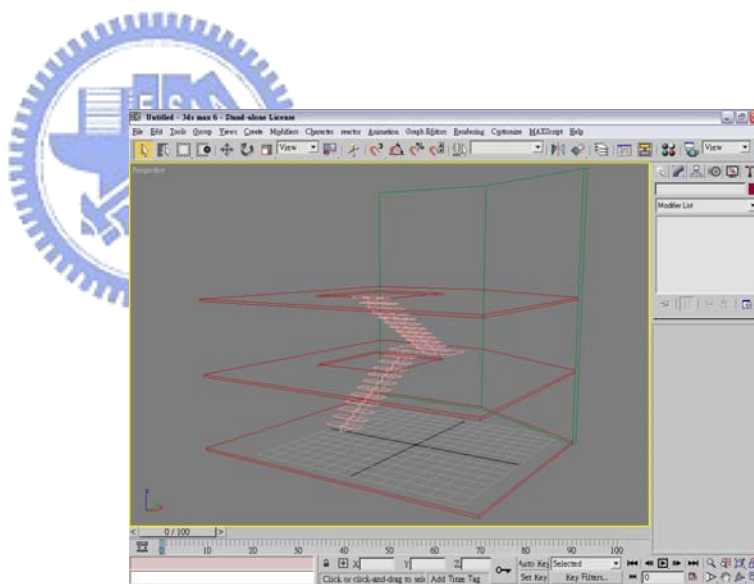 Untitled - 3ds max 6 - Stand-alone License
File Edit Tools Group Views Create Modifiers Character reactor Animation Graph Editors Rendering Customize MAXScript Help
View View
Perspective
Modifier List
0 / 100
0 10 20 30 40 50 60 70 80 90 100
X Y Z Auto Key Selected
Click or click-and-drag to sele Add Time Tag Set Key Key Filters... 0